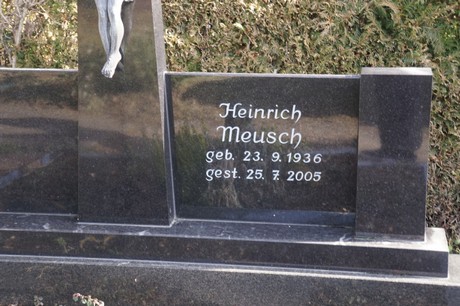 Heinrich
Meusch
geb. 23. 9. 1936
gest. 25. 7. 2005